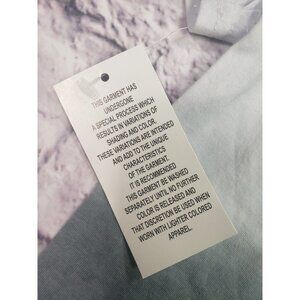 THIS GARMENT HAS
UNDERGONE
A SPECIAL PROCESS WHICH
RESULTS IN VARIATIONS OF
SHADING AND COLOR.
THESE VARIATIONS ARE INTENDED
AND ADD TO THE UNIQUE
CHARACTERISTICS
OF THE GARMENT.
IT IS RECOMMENDED
THIS GARMENT BE WASHED
SEPARATELY UNTIL NO FURTHER
COLOR IS RELEASED AND
THAT DISCRETION BE USED WHEN
WORN WITH LIGHTER COLORED
APPAREL.